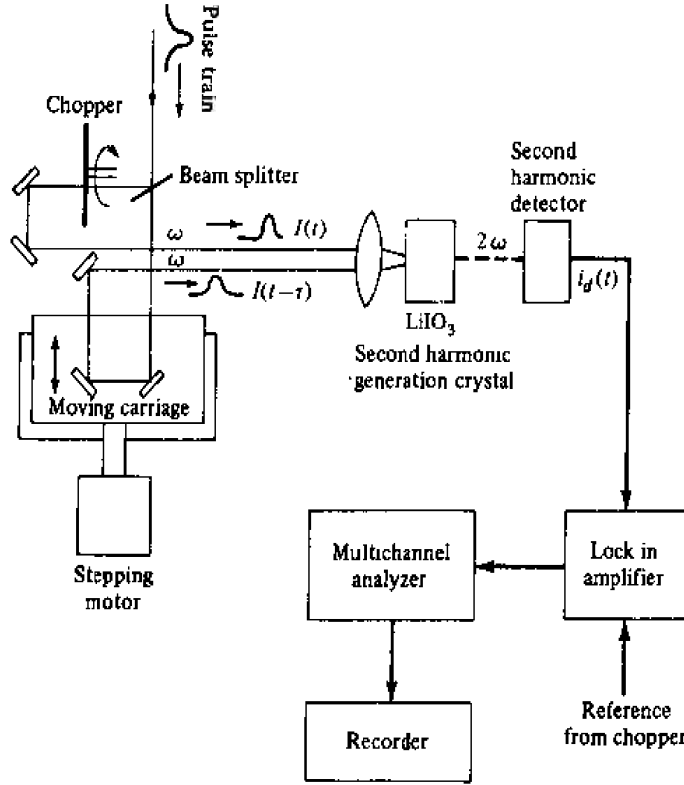 Pulse train
Chopper
Beam splitter
Second
harmonic
detector
ω
I(t)
ω
I(t−τ)
2ω
i_d(t)
LiIO₃
Second harmonic
generation crystal
Moving carriage
Stepping
motor
Multichannel
analyzer
Lock in
amplifier
Recorder
Reference
from chopper